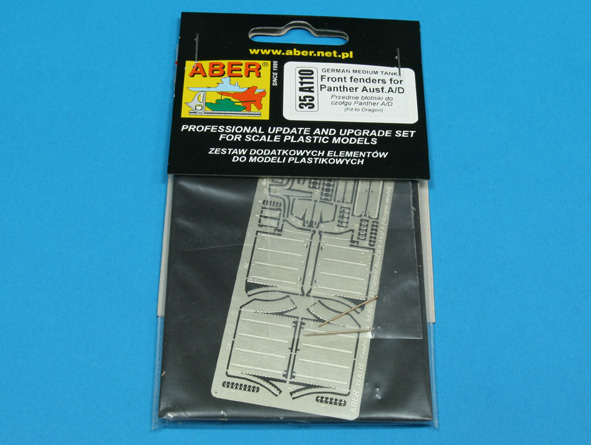 www.aber.net.pl
ABER
SINCE 1995
35 A110
GERMAN MEDIUM TANK
Front fenders for
Panther Ausf.A/D
Przednie błotniki do
czołgu Panther A/D
(Fit to Dragon)
PROFESSIONAL UPDATE AND UPGRADE SET
FOR SCALE PLASTIC MODELS
ZESTAW DODATKOWYCH ELEMENTÓW
DO MODELI PLASTIKOWYCH